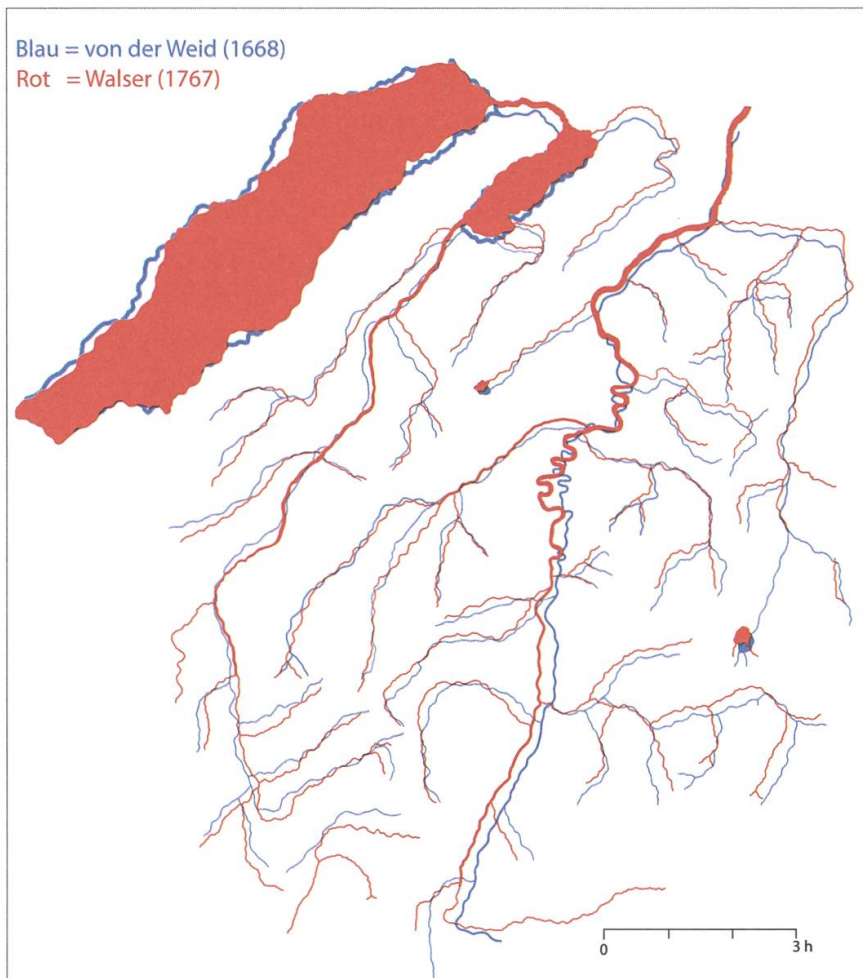 Blau = von der Weid (1668)
Rot = Walser (1767)
0
3 h